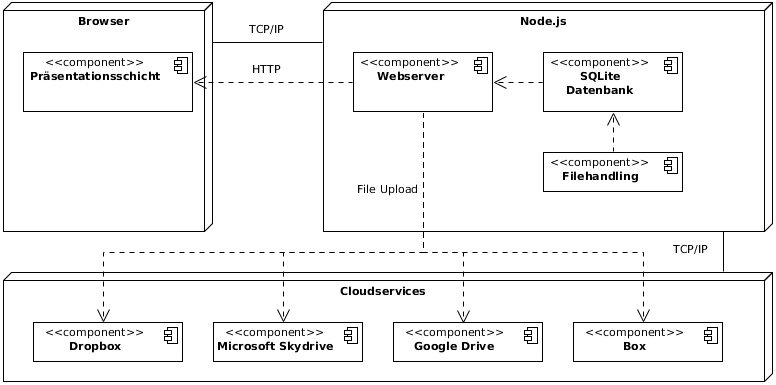 Browser
TCP/IP
Node.js
<<component>>
Präsentationsschicht
HTTP
<<component>>
Webserver
<<component>>
SQLite
Datenbank
<<component>>
Filehandling
File Upload
TCP/IP
Cloudservices
<<component>>
Dropbox
<<component>>
Microsoft Skydrive
<<component>>
Google Drive
<<component>>
Box